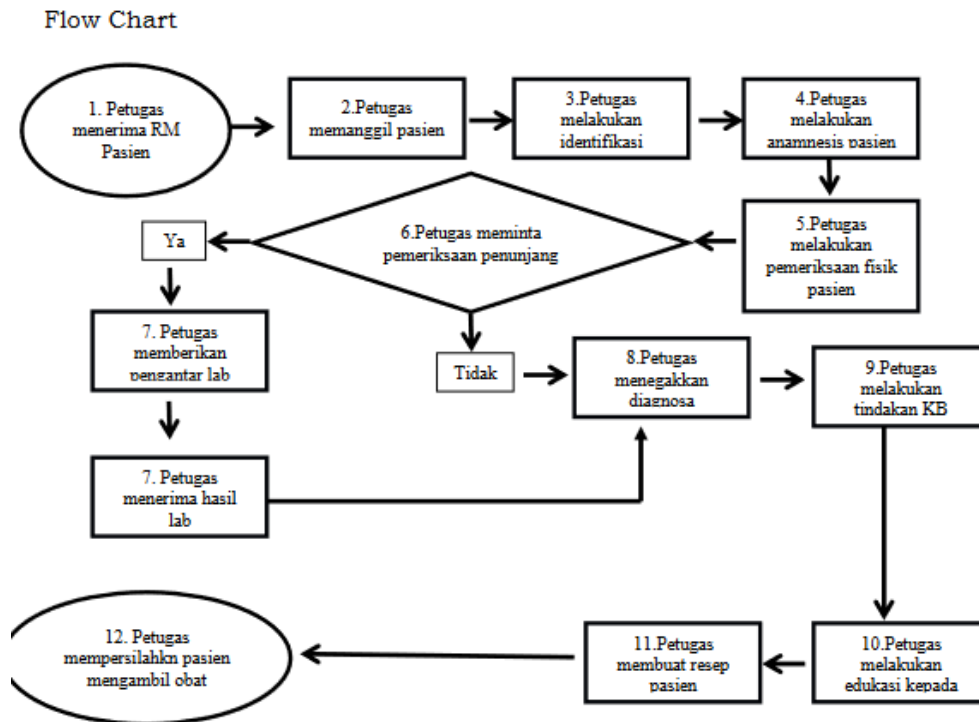 Flow Chart
1. Petugas
menerima RM
Pasien
2.Petugas
memanggil pasien
3.Petugas
melakukan
identifikasi
4.Petugas
melakukan
anamnesis pasien
5.Petugas
melakukan
pemeriksaan fisik
pasien
6.Petugas meminta
pemeriksaan penunjang
Ya
7. Petugas
memberikan
pengantar lab
7. Petugas
menerima hasil
lab
Tidak
8.Petugas
menegakkan
diagnosa
9.Petugas
melakukan
tindakan KB
10.Petugas
melakukan
edukasi kepada
11.Petugas
membuat resep
pasien
12. Petugas
mempersilahkn pasien
mengambil obat